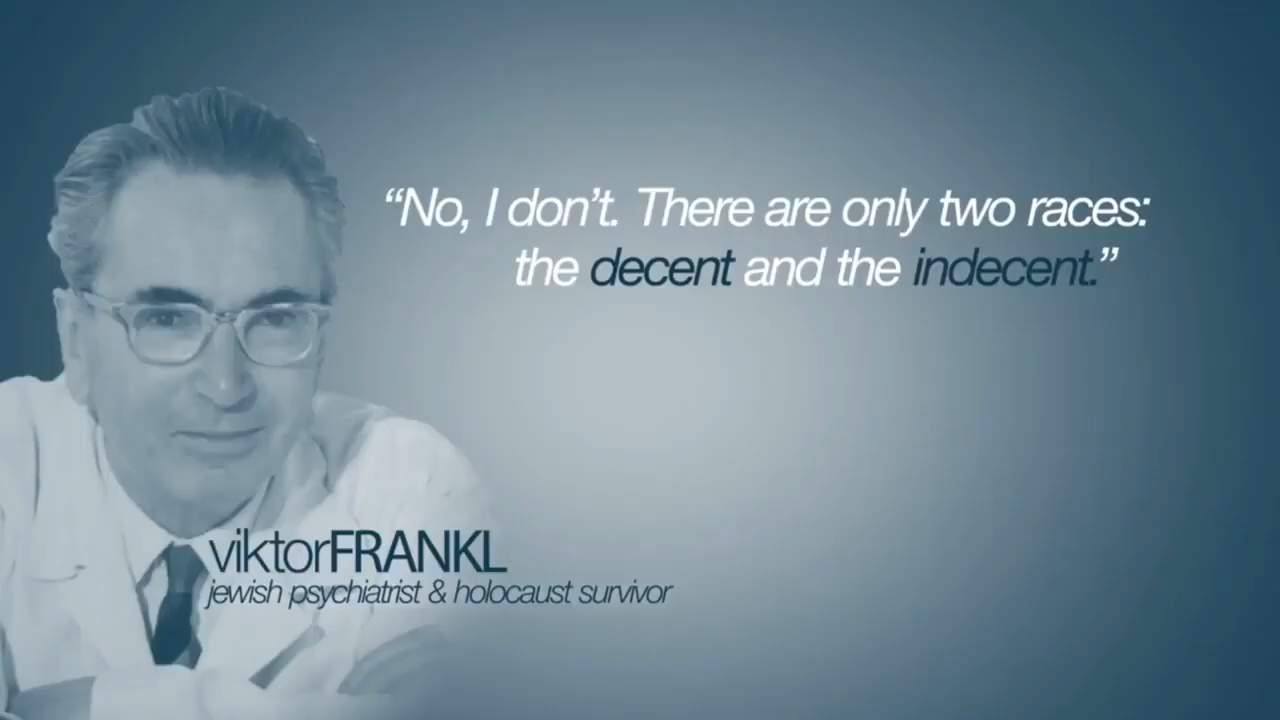 “No, I don’t. There are only two races:
the decent and the indecent.”
viktorFRANKL
jewish psychiatrist & holocaust survivor